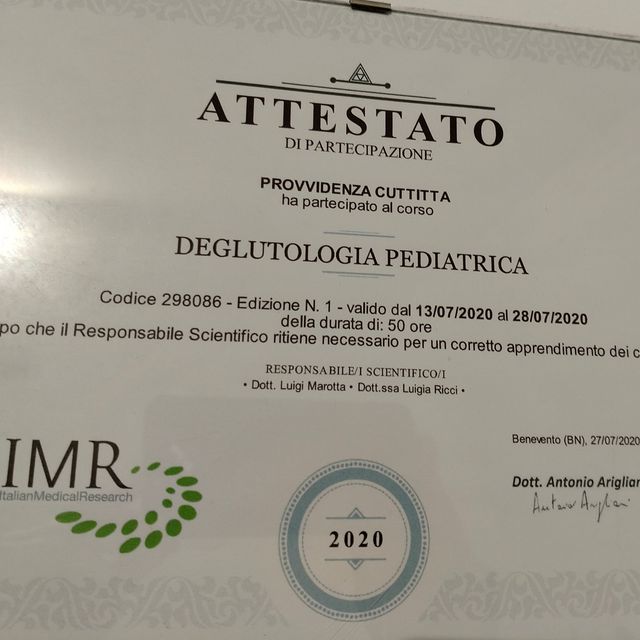 ATTESTATO
DI PARTECIPAZIONE
PROVVIDENZA CUTTITTA
ha partecipato al corso
DEGLUTOLOGIA PEDIATRICA
Codice 298086 - Edizione N. 1 - valido dal 13/07/2020 al 28/07/2020
della durata di: 50 ore
po che il Responsabile Scientifico ritiene necessario per un corretto apprendimento dei c
RESPONSABILE/I SCIENTIFICO/I
• Dott. Luigi Marotta • Dott.ssa Luigia Ricci •
Benevento (BN), 27/07/2020
IMR
ItalianMedicalResearch
Dott. Antonio Arigliar
2020